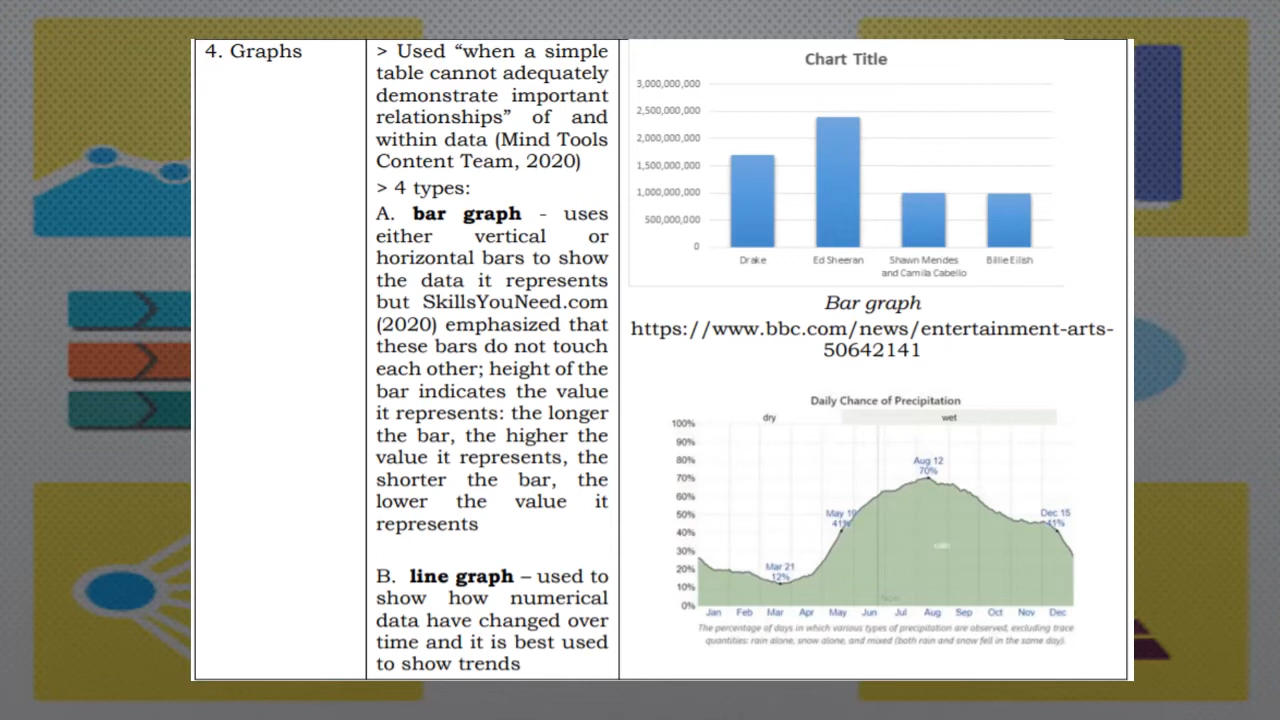 4. Graphs
> Used “when a simple
table cannot adequately
demonstrate important
relationships” of and
within data (Mind Tools
Content Team, 2020)
> 4 types:
A. bar graph - uses
either vertical or
horizontal bars to show
the data it represents
but SkillsYouNeed.com
(2020) emphasized that
these bars do not touch
each other; height of the
bar indicates the value
it represents: the longer
the bar, the higher the
value it represents, the
shorter the bar, the
lower the value it
represents
B. line graph – used to
show how numerical
data have changed over
time and it is best used
to show trends
Chart Title
3,000,000,000
2,500,000,000
2,000,000,000
1,500,000,000
1,000,000,000
500,000,000
0
Drake Ed Sheeran Shawn Mendes Billie Eilish
and Camila Cabello
Bar graph
https://www.bbc.com/news/entertainment-arts-
50642141
Daily Chance of Precipitation
dry wet
100%
90%
80%
70%
60%
50%
40%
30%
20%
10%
0%
Aug 12
70%
May
41%
Dec 15
41%
Mar 21
12%
rain
Now
Jan Feb Mar Apr May Jun Jul Aug Sep Oct Nov Dec
The percentage of days in which various types of precipitation are observed, excluding trace
quantities: rain alone, snow alone, and mixed (both rain and snow fell in the same day).